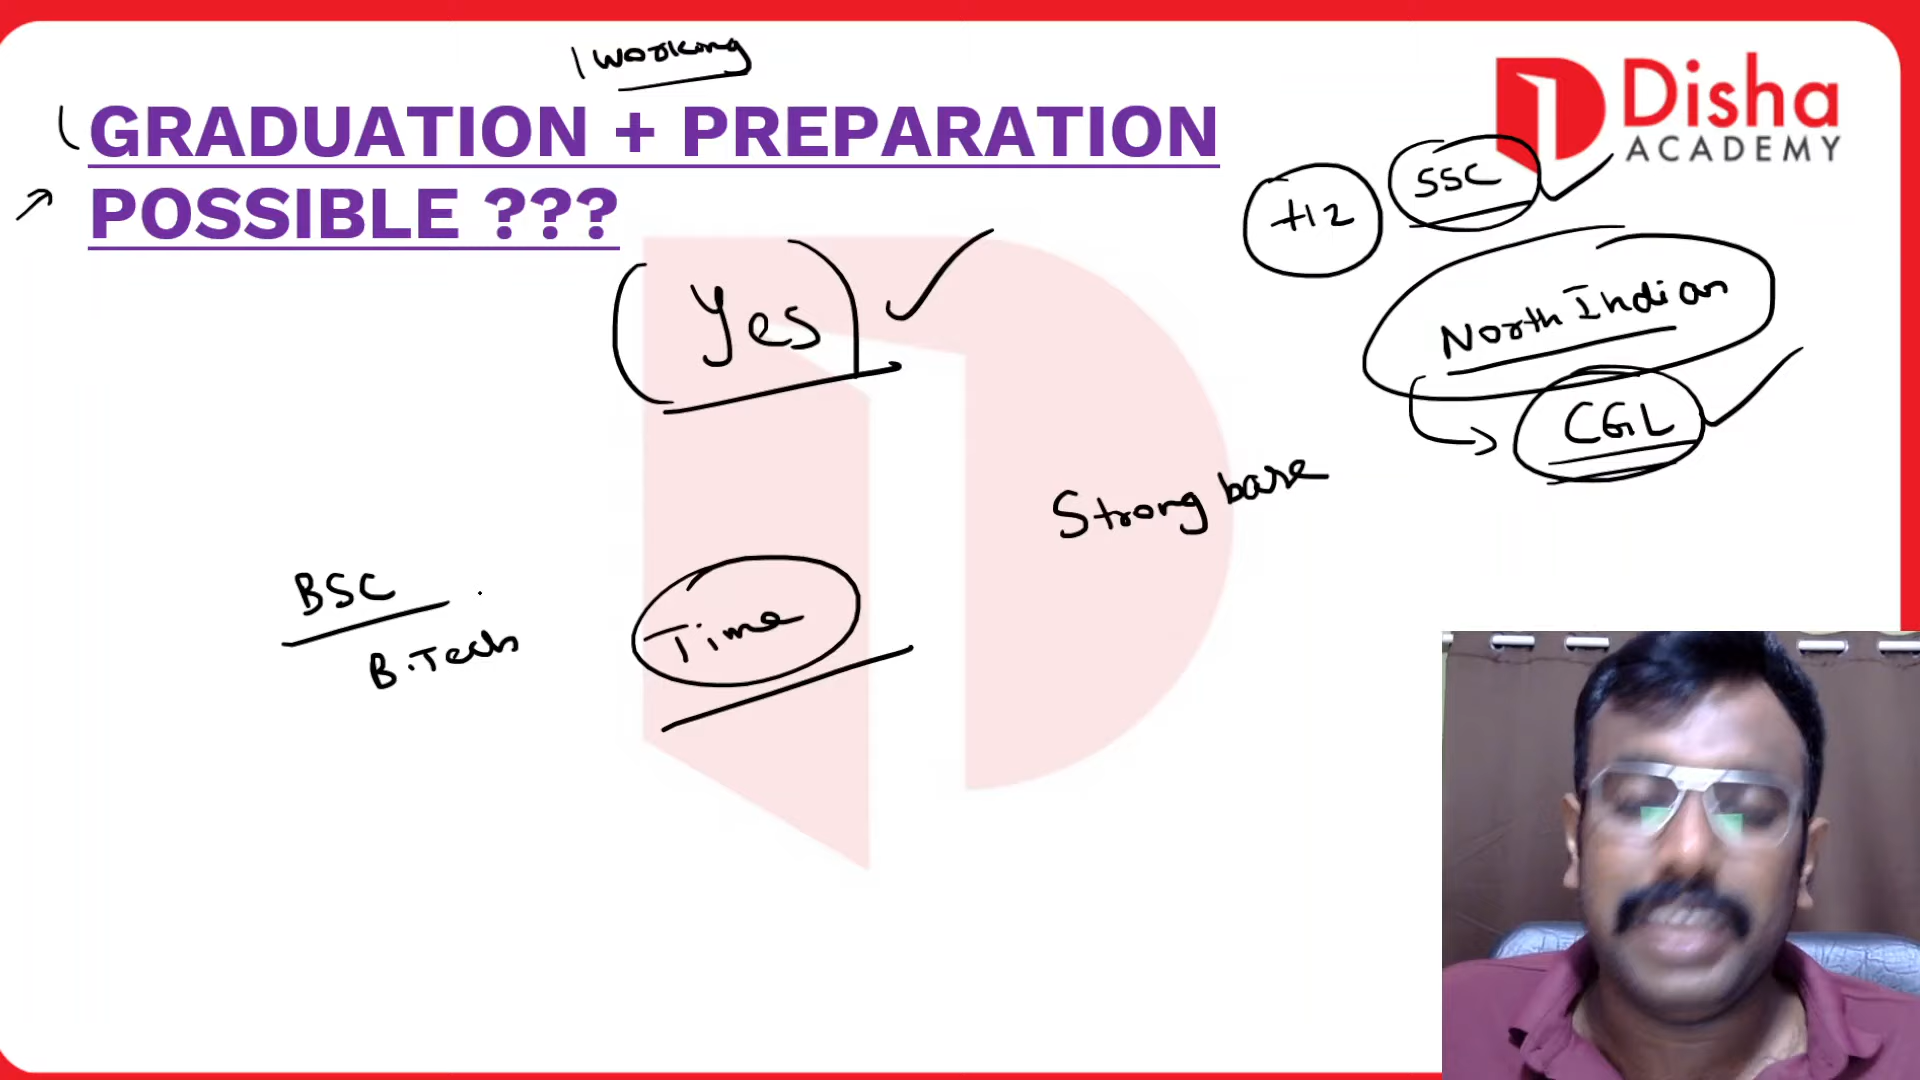 working
GRADUATION + PREPARATION
POSSIBLE ???
Disha
ACADEMY
+12
SSC
North Indian
CGL
Yes
Strong base
BSC
B.Tech
Time